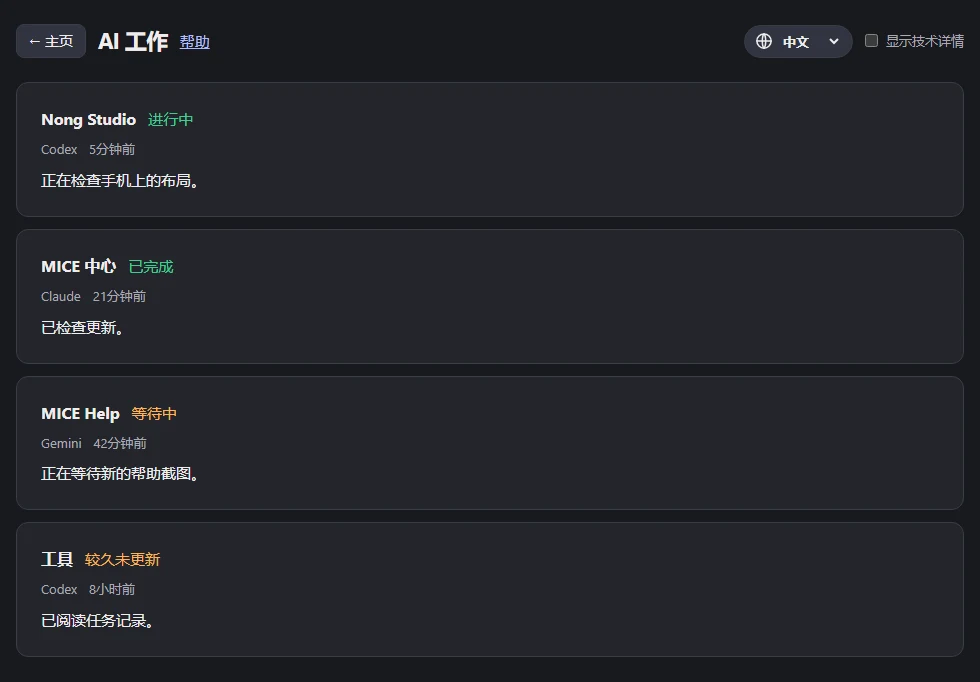 ← 主页 AI 工作 帮助 中文 显示技术详情
Nong Studio 进行中
Codex 5分钟前
正在检查手机上的布局。
MICE 中心 已完成
Claude 21分钟前
已检查更新。
MICE Help 等待中
Gemini 42分钟前
正在等待新的帮助截图。
工具 较久未更新
Codex 8小时前
已阅读任务记录。